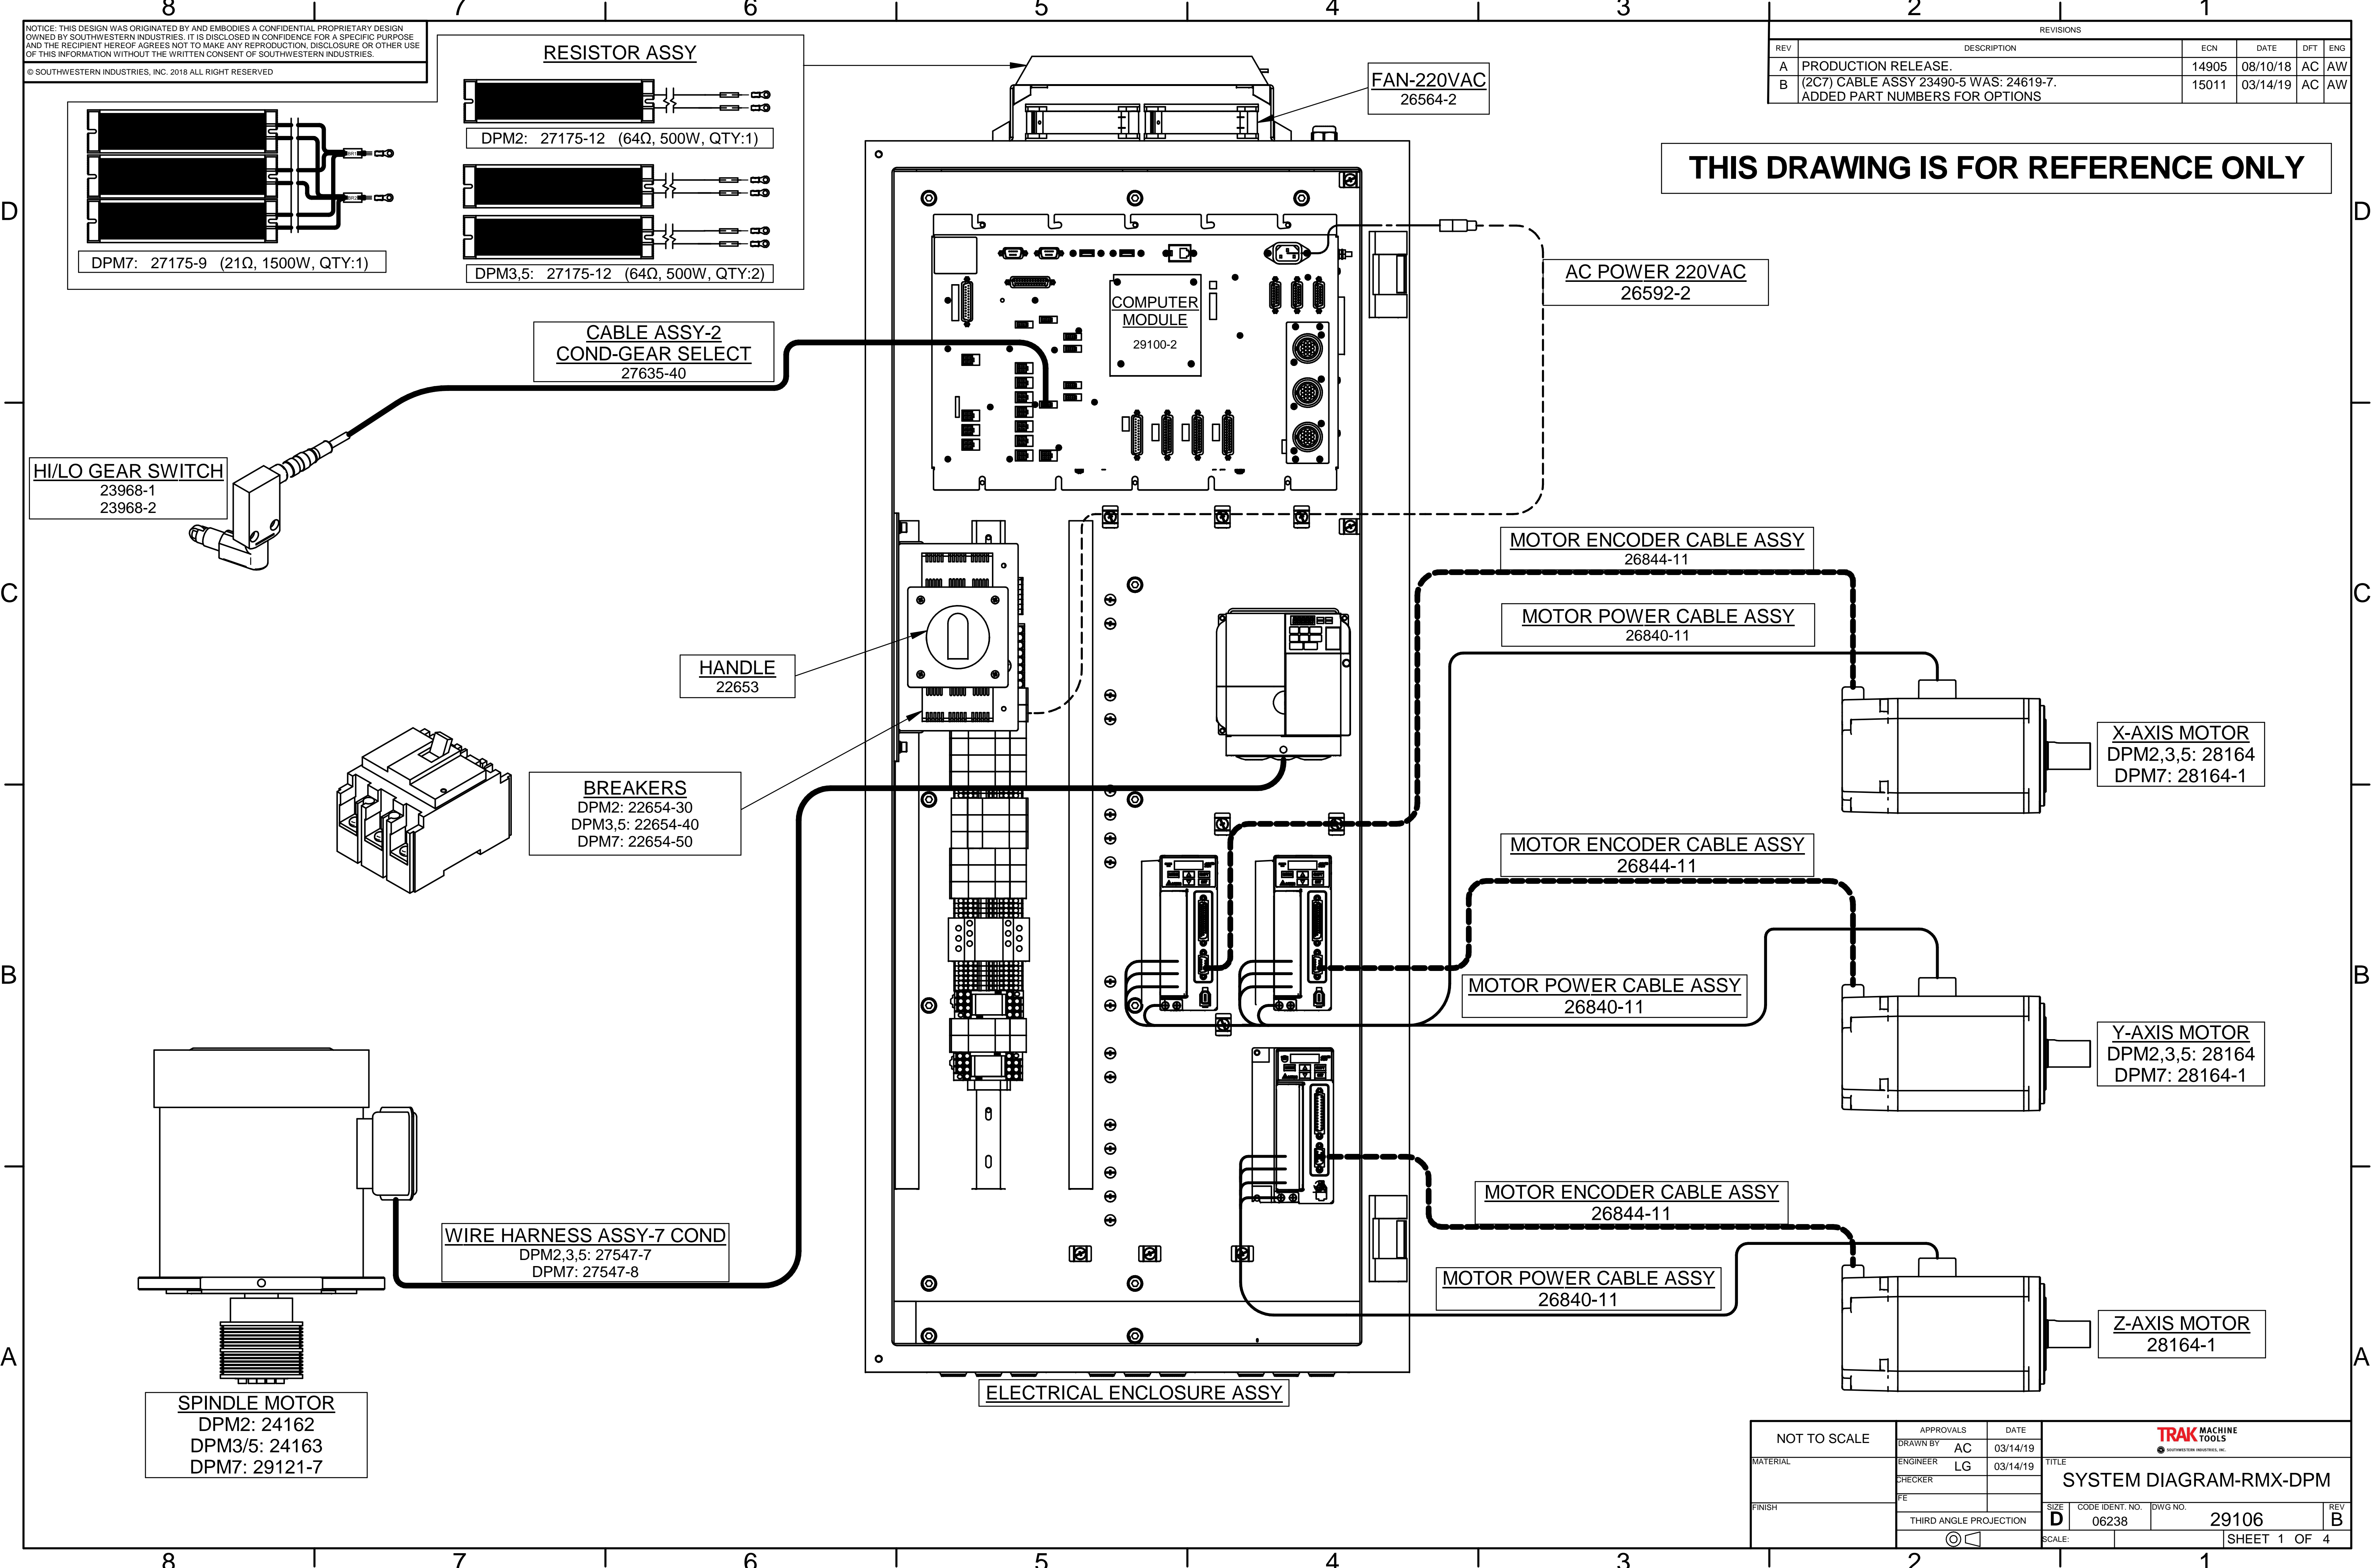 8 7 6 5 4 3 2 1
NOTICE: THIS DESIGN WAS ORIGINATED BY AND EMBODIES A CONFIDENTIAL PROPRIETARY DESIGN
OWNED BY SOUTHWESTERN INDUSTRIES. IT IS DISCLOSED IN CONFIDENCE FOR A SPECIFIC PURPOSE
AND THE RECIPIENT HEREOF AGREES NOT TO MAKE ANY REPRODUCTION, DISCLOSURE OR OTHER USE
OF THIS INFORMATION WITHOUT THE WRITTEN CONSENT OF SOUTHWESTERN INDUSTRIES.
© SOUTHWESTERN INDUSTRIES, INC. 2018 ALL RIGHT RESERVED
REVISIONS
REV DESCRIPTION ECN DATE DFT ENG
A PRODUCTION RELEASE. 14905 08/10/18 AC AW
B (2C7) CABLE ASSY 23490-5 WAS: 24619-7. 15011 03/14/19 AC AW
ADDED PART NUMBERS FOR OPTIONS
THIS DRAWING IS FOR REFERENCE ONLY
RESISTOR ASSY
DPM2: 27175-12 (64Ω, 500W, QTY:1)
DPM7: 27175-9 (21Ω, 1500W, QTY:1)
DPM3,5: 27175-12 (64Ω, 500W, QTY:2)
FAN-220VAC
26564-2
D D
AC POWER 220VAC
26592-2
COMPUTER
MODULE
29100-2
CABLE ASSY-2
COND-GEAR SELECT
27635-40
HI/LO GEAR SWITCH
23968-1
23968-2
MOTOR ENCODER CABLE ASSY
26844-11
C C
MOTOR POWER CABLE ASSY
26840-11
HANDLE
22653
X-AXIS MOTOR
DPM2,3,5: 28164
DPM7: 28164-1
BREAKERS
DPM2: 22654-30
DPM3,5: 22654-40
DPM7: 22654-50
MOTOR ENCODER CABLE ASSY
26844-11
B B
MOTOR POWER CABLE ASSY
26840-11
Y-AXIS MOTOR
DPM2,3,5: 28164
DPM7: 28164-1
MOTOR ENCODER CABLE ASSY
26844-11
WIRE HARNESS ASSY-7 COND
DPM2,3,5: 27547-7
DPM7: 27547-8
MOTOR POWER CABLE ASSY
26840-11
Z-AXIS MOTOR
28164-1
A A
ELECTRICAL ENCLOSURE ASSY
SPINDLE MOTOR
DPM2: 24162
DPM3/5: 24163
DPM7: 29121-7
NOT TO SCALE
MATERIAL
FINISH
APPROVALS DATE
DRAWN BY AC 03/14/19
ENGINEER LG 03/14/19
CHECKER
FE
THIRD ANGLE PROJECTION
TRAK MACHINE TOOLS
SOUTHWESTERN INDUSTRIES, INC.
TITLE
SYSTEM DIAGRAM-RMX-DPM
SIZE CODE IDENT. NO. DWG NO. REV
D 06238 29106 B
SCALE: SHEET 1 OF 4
8 7 6 5 4 3 2 1